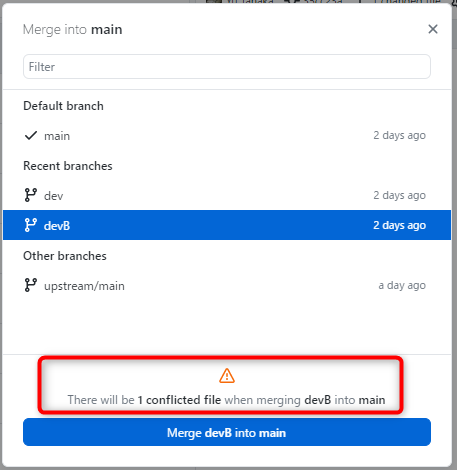 Merge into main
Filter
Default branch
main 2 days ago
Recent branches
dev 2 days ago
devB 2 days ago
Other branches
upstream/main a day ago
There will be 1 conflicted file when merging devB into main
Merge devB into main